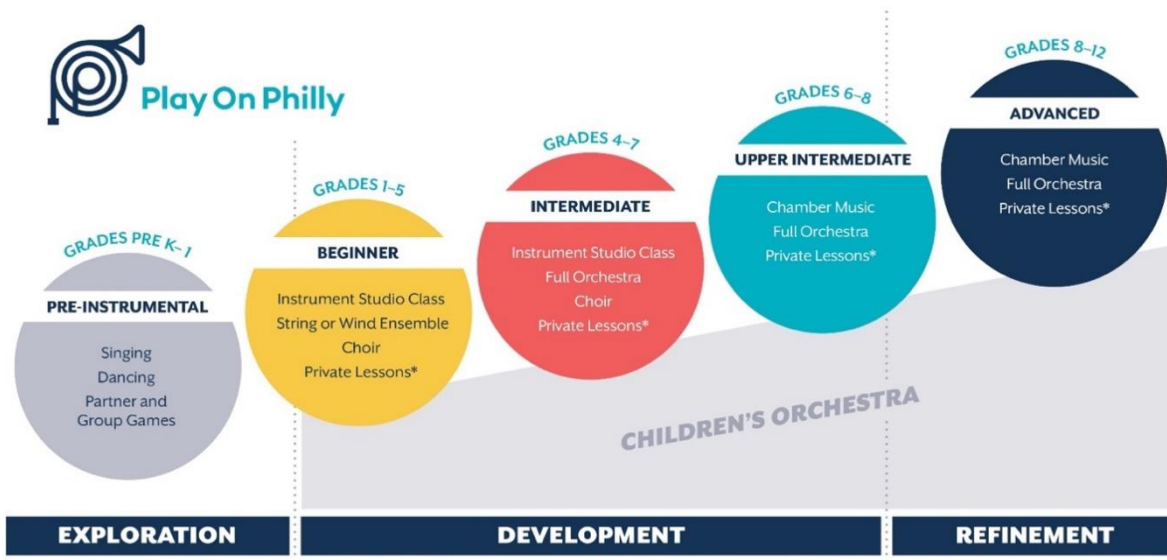 Play On Philly
GRADES PRE K–1
PRE-INSTRUMENTAL
Singing
Dancing
Partner and
Group Games
GRADES 1–5
BEGINNER
Instrument Studio Class
String or Wind Ensemble
Choir
Private Lessons*
GRADES 4–7
INTERMEDIATE
Instrument Studio Class
Full Orchestra
Choir
Private Lessons*
GRADES 6–8
UPPER INTERMEDIATE
Chamber Music
Full Orchestra
Private Lessons*
GRADES 8–12
ADVANCED
Chamber Music
Full Orchestra
Private Lessons*
CHILDREN'S ORCHESTRA
EXPLORATION
DEVELOPMENT
REFINEMENT